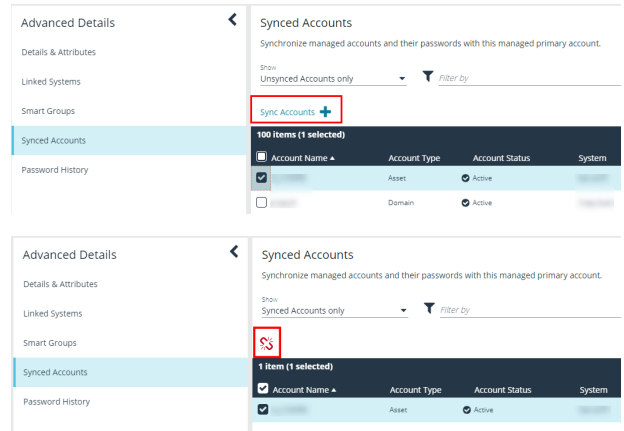 Advanced Details
Details & Attributes
Linked Systems
Smart Groups
Synced Accounts
Password History
Synced Accounts
Synchronize managed accounts and their passwords with this managed primary account.
Show
Unsynced Accounts only
Filter by
Sync Accounts
100 items (1 selected)
Account Name Account Type Account Status System
Asset Active
Domain Active
Advanced Details
Details & Attributes
Linked Systems
Smart Groups
Synced Accounts
Password History
Synced Accounts
Synchronize managed accounts and their passwords with this managed primary account.
Show
Synced Accounts only
Filter by
1 item (1 selected)
Account Name Account Type Account Status System
Asset Active